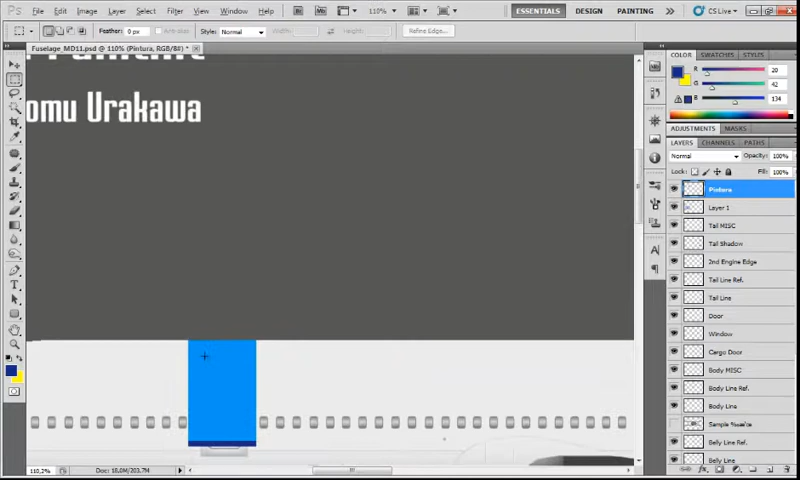 Ps File Edit Image Layer Select Filter View Window Help Br Mb 110% ESSENTIALS DESIGN PAINTING >> CS Live
Feather: 0 px Anti-alias Style: Normal Width: Height: Refine Edge...
Fuselage_MD11.psd @ 110% (Pintura, RGB/8#) * ×
omu Urakawa
COLOR SWATCHES STYLES
R 20
G 42
B 134
ADJUSTMENTS MASKS
LAYERS CHANNELS PATHS
Normal Opacity: 100%
Lock: Fill: 100%
Pintura
Layer 1
Tail MISC
Tail Shadow
2nd Engine Edge
Tail Line Ref.
Tail Line
Door
Window
Cargo Door
Body MISC
Body Line Ref.
Body Line
Belly Line Ref.
Belly Line
110,2% Doc: 18,0M/203,7M